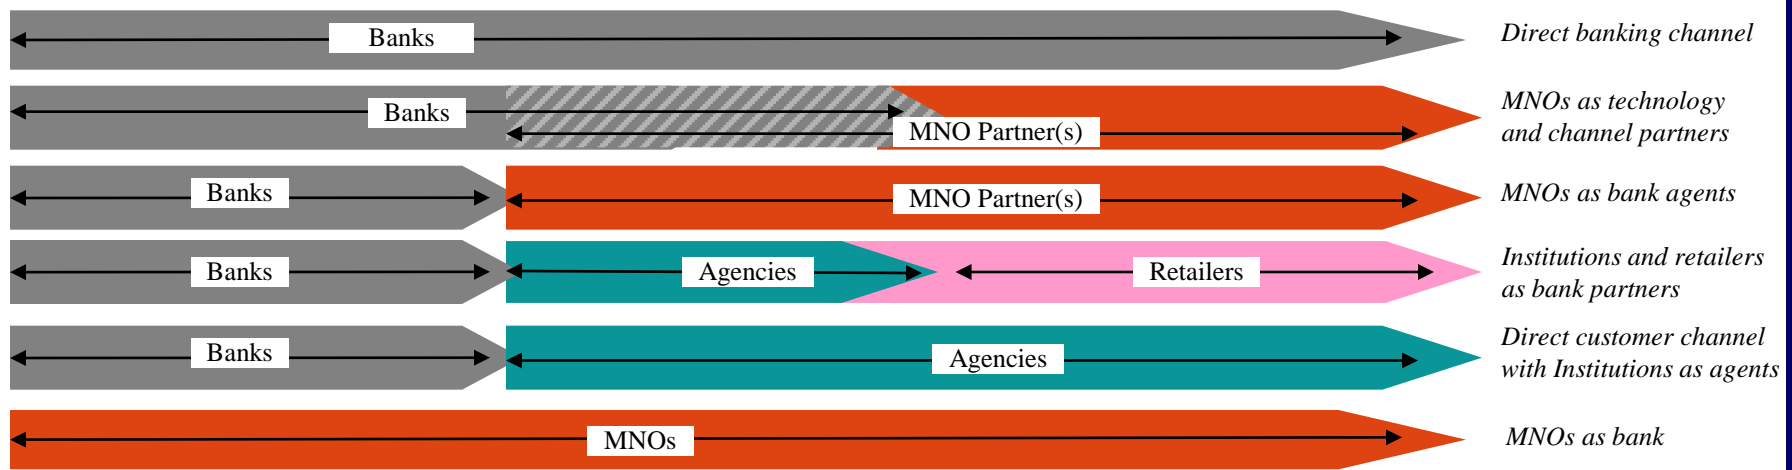 Banks
Direct banking channel
Banks
MNO Partner(s)
MNOs as technology
and channel partners
Banks
MNO Partner(s)
MNOs as bank agents
Banks
Agencies
Retailers
Institutions and retailers
as bank partners
Banks
Agencies
Direct customer channel
with Institutions as agents
MNOs
MNOs as bank